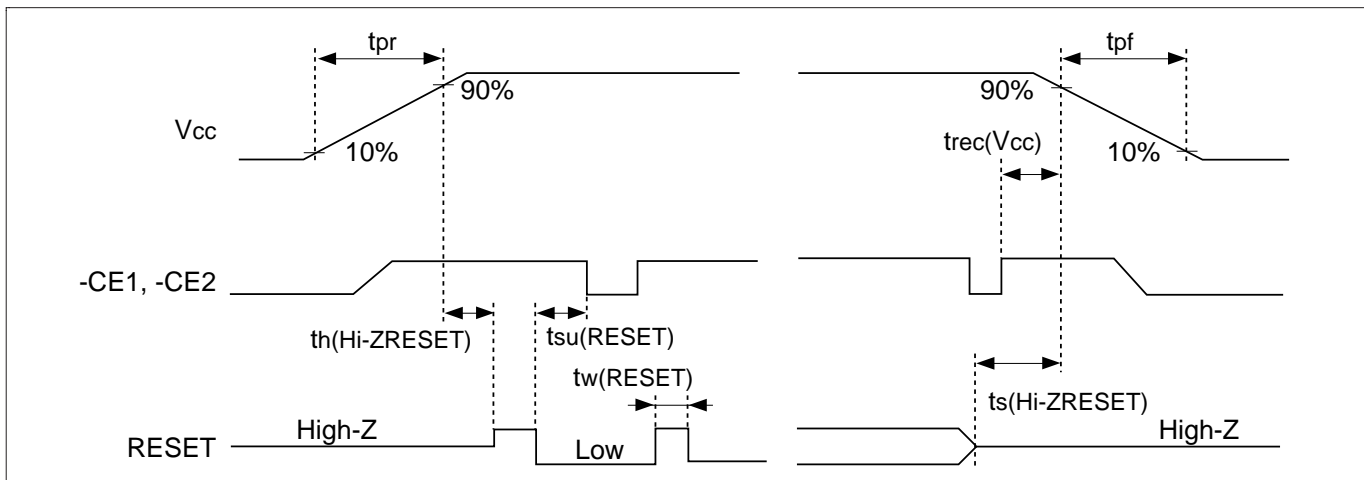 tpr
tpf
90%
90%
Vcc
trec(Vcc)
10%
10%
-CE1, -CE2
th(Hi-ZRESET)
tsu(RESET)
tw(RESET)
ts(Hi-ZRESET)
High-Z
High-Z
RESET
Low